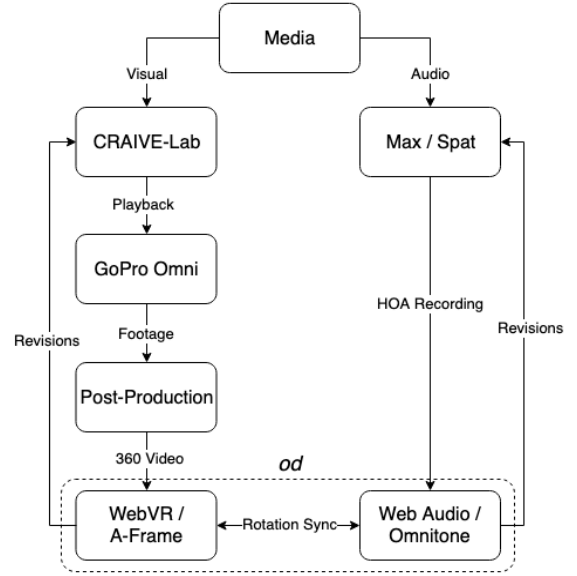 Media
Visual
Audio
CRAIVE-Lab
Max / Spat
Playback
GoPro Omni
HOA Recording
Footage
Revisions
Revisions
Post-Production
360 Video
od
WebVR /
A-Frame
Rotation Sync
Web Audio /
Omnitone